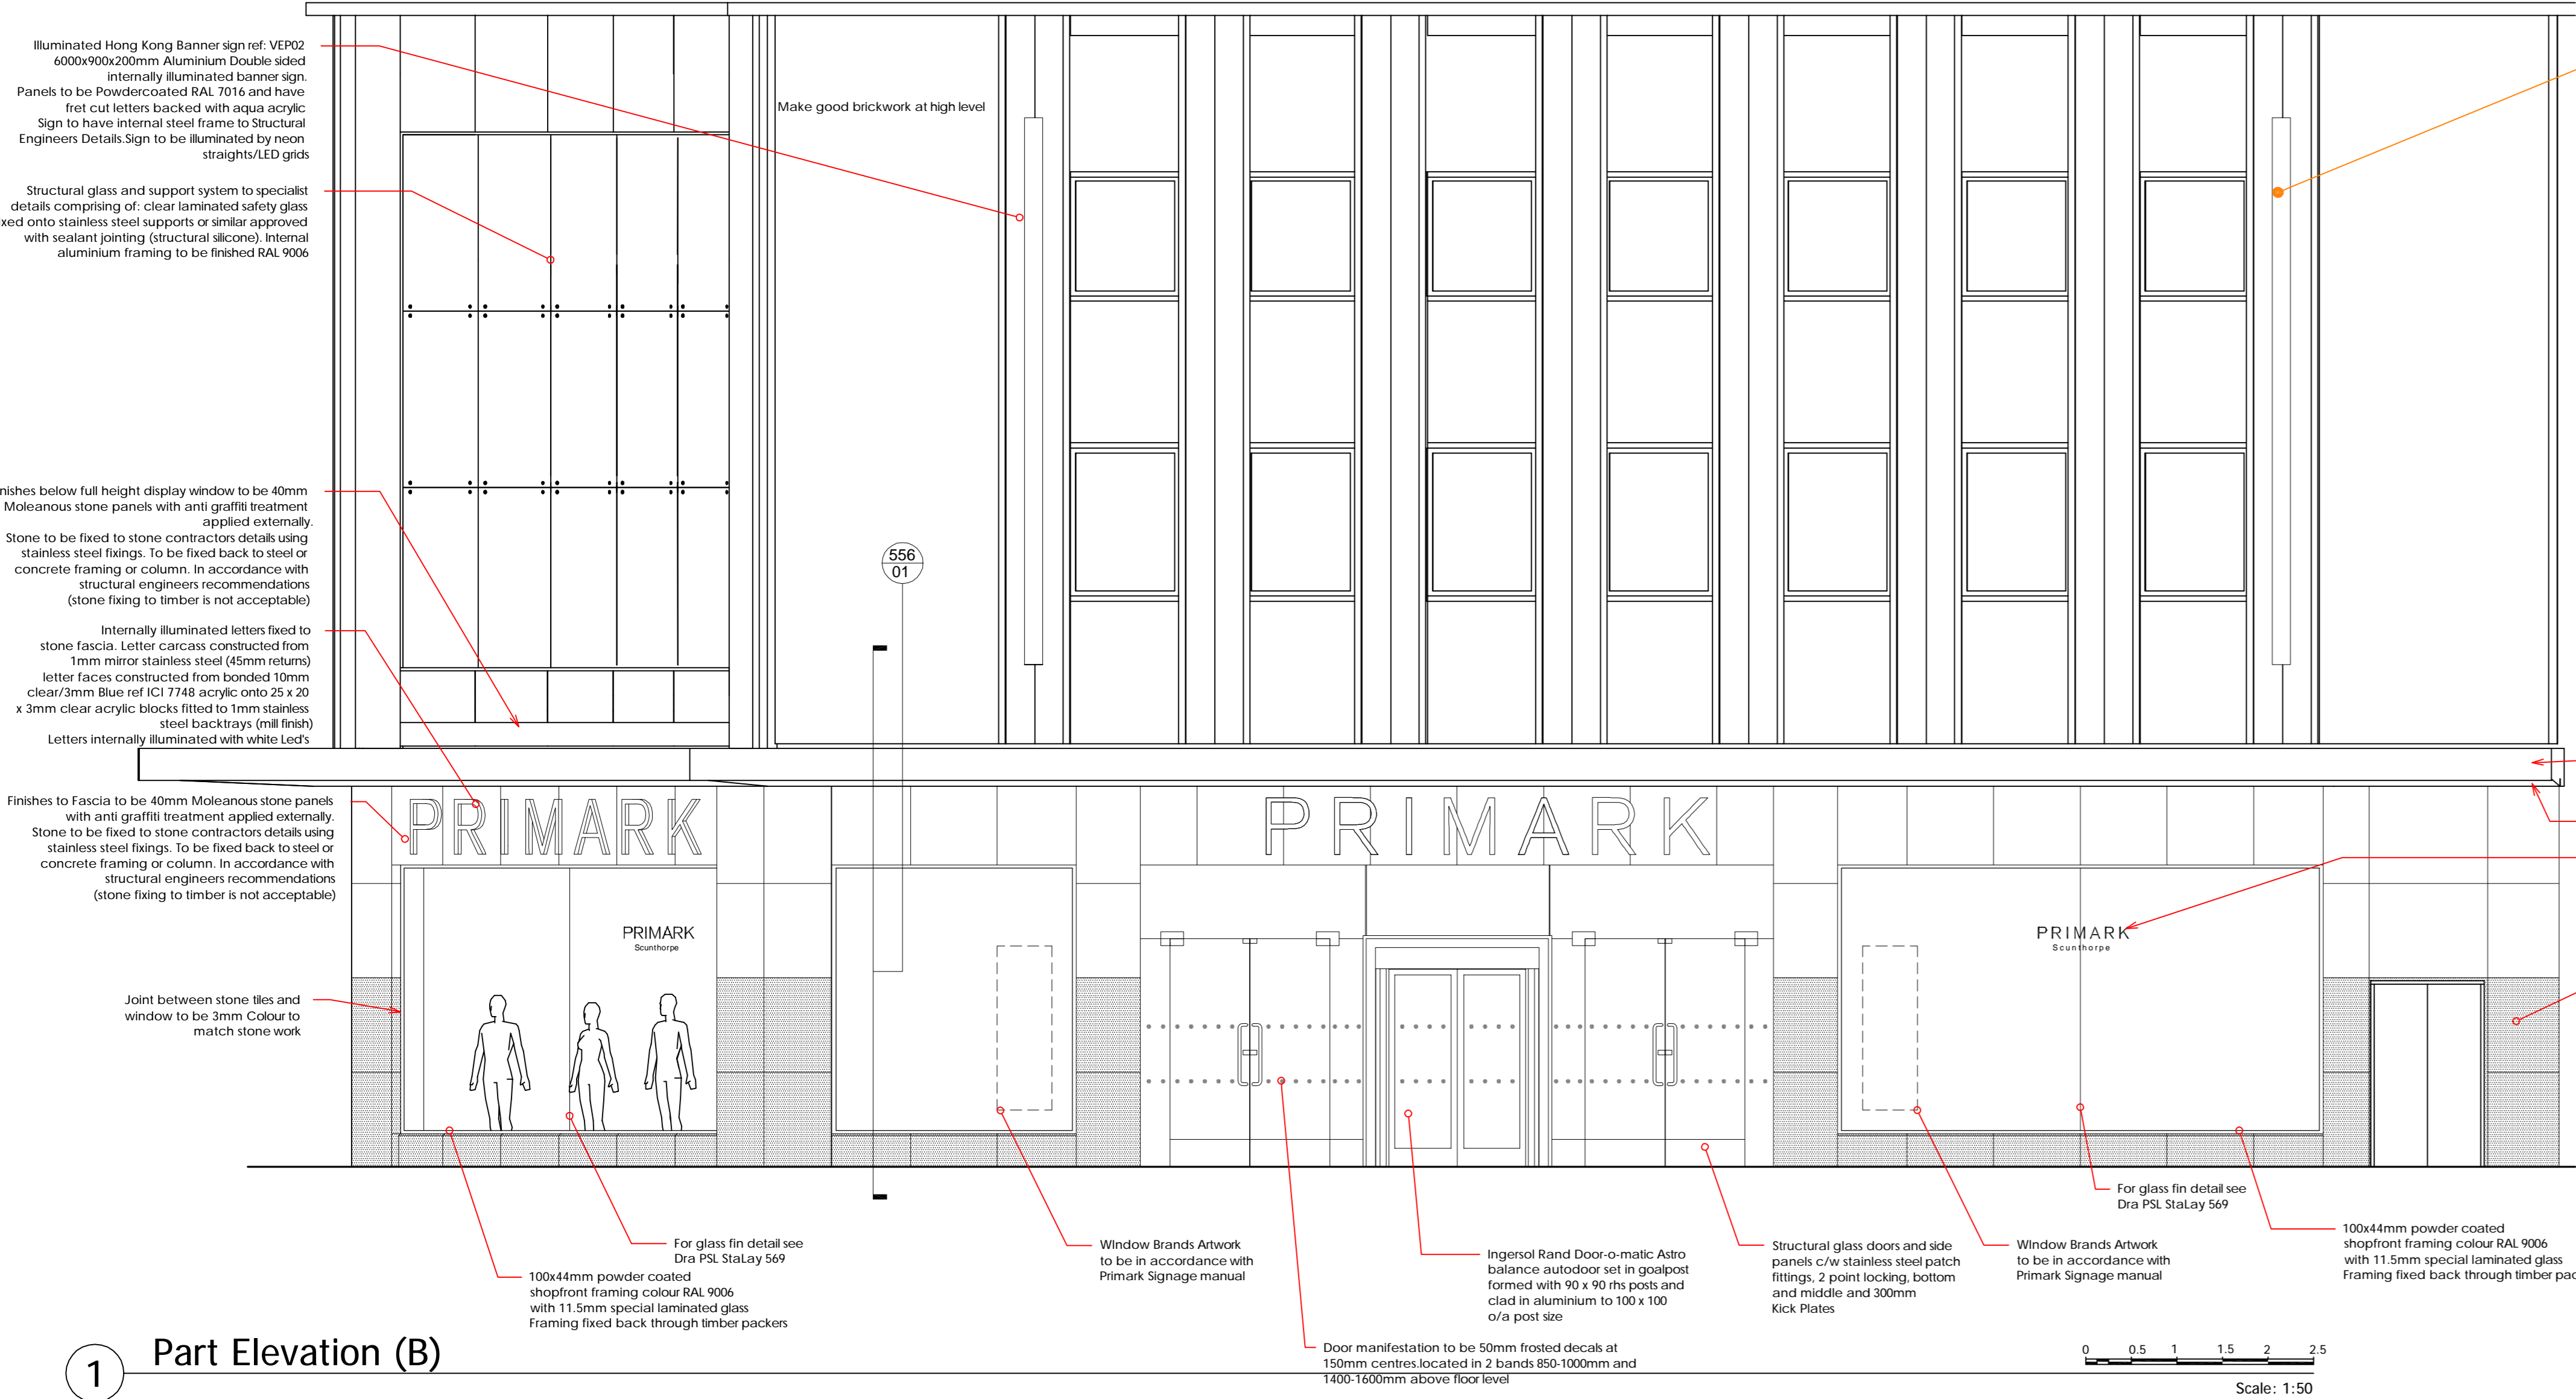 Illuminated Hong Kong Banner sign ref: VEP02
6000x900x200mm Aluminium Double sided
internally illuminated banner sign.
Panels to be Powdercoated RAL 7016 and have
fret cut letters backed with aqua acrylic
Sign to have internal steel frame to Structural
Engineers Details.Sign to be illuminated by neon
straights/LED grids
Make good brickwork at high level
Structural glass and support system to specialist
details comprising of: clear laminated safety glass
xed onto stainless steel supports or similar approved
with sealant jointing (structural silicone). Internal
aluminium framing to be finished RAL 9006
nishes below full height display window to be 40mm
Moleanous stone panels with anti graffiti treatment
applied externally.
Stone to be fixed to stone contractors details using
stainless steel fixings. To be fixed back to steel or
concrete framing or column. In accordance with
structural engineers recommendations
(stone fixing to timber is not acceptable)
556
01
Internally illuminated letters fixed to
stone fascia. Letter carcass constructed from
1mm mirror stainless steel (45mm returns)
letter faces constructed from bonded 10mm
clear/3mm Blue ref ICI 7748 acrylic onto 25 x 20
x 3mm clear acrylic blocks fitted to 1mm stainless
steel backtrays (mill finish)
Letters internally illuminated with white Led's
Finishes to Fascia to be 40mm Moleanous stone panels
with anti graffiti treatment applied externally.
Stone to be fixed to stone contractors details using
stainless steel fixings. To be fixed back to steel or
concrete framing or column. In accordance with
structural engineers recommendations
(stone fixing to timber is not acceptable)
PRIMARK
PRIMARK
PRIMARK
Scunthorpe
PRIMARK
Scunthorpe
Joint between stone tiles and
window to be 3mm Colour to
match stone work
For glass fin detail see
Dra PSL StaLay 569
100x44mm powder coated
shopfront framing colour RAL 9006
with 11.5mm special laminated glass
Framing fixed back through timber packers
WIndow Brands Artwork
to be in accordance with
Primark Signage manual
Ingersol Rand Door-o-matic Astro
balance autodoor set in goalpost
formed with 90 x 90 rhs posts and
clad in aluminium to 100 x 100
o/a post size
Structural glass doors and side
panels c/w stainless steel patch
fittings, 2 point locking, bottom
and middle and 300mm
Kick Plates
WIndow Brands Artwork
to be in accordance with
Primark Signage manual
For glass fin detail see
Dra PSL StaLay 569
100x44mm powder coated
shopfront framing colour RAL 9006
with 11.5mm special laminated glass
Framing fixed back through timber pac
Door manifestation to be 50mm frosted decals at
150mm centres.located in 2 bands 850-1000mm and
1400-1600mm above floor level
1
Part Elevation (B)
0 0.5 1 1.5 2 2.5
Scale: 1:50